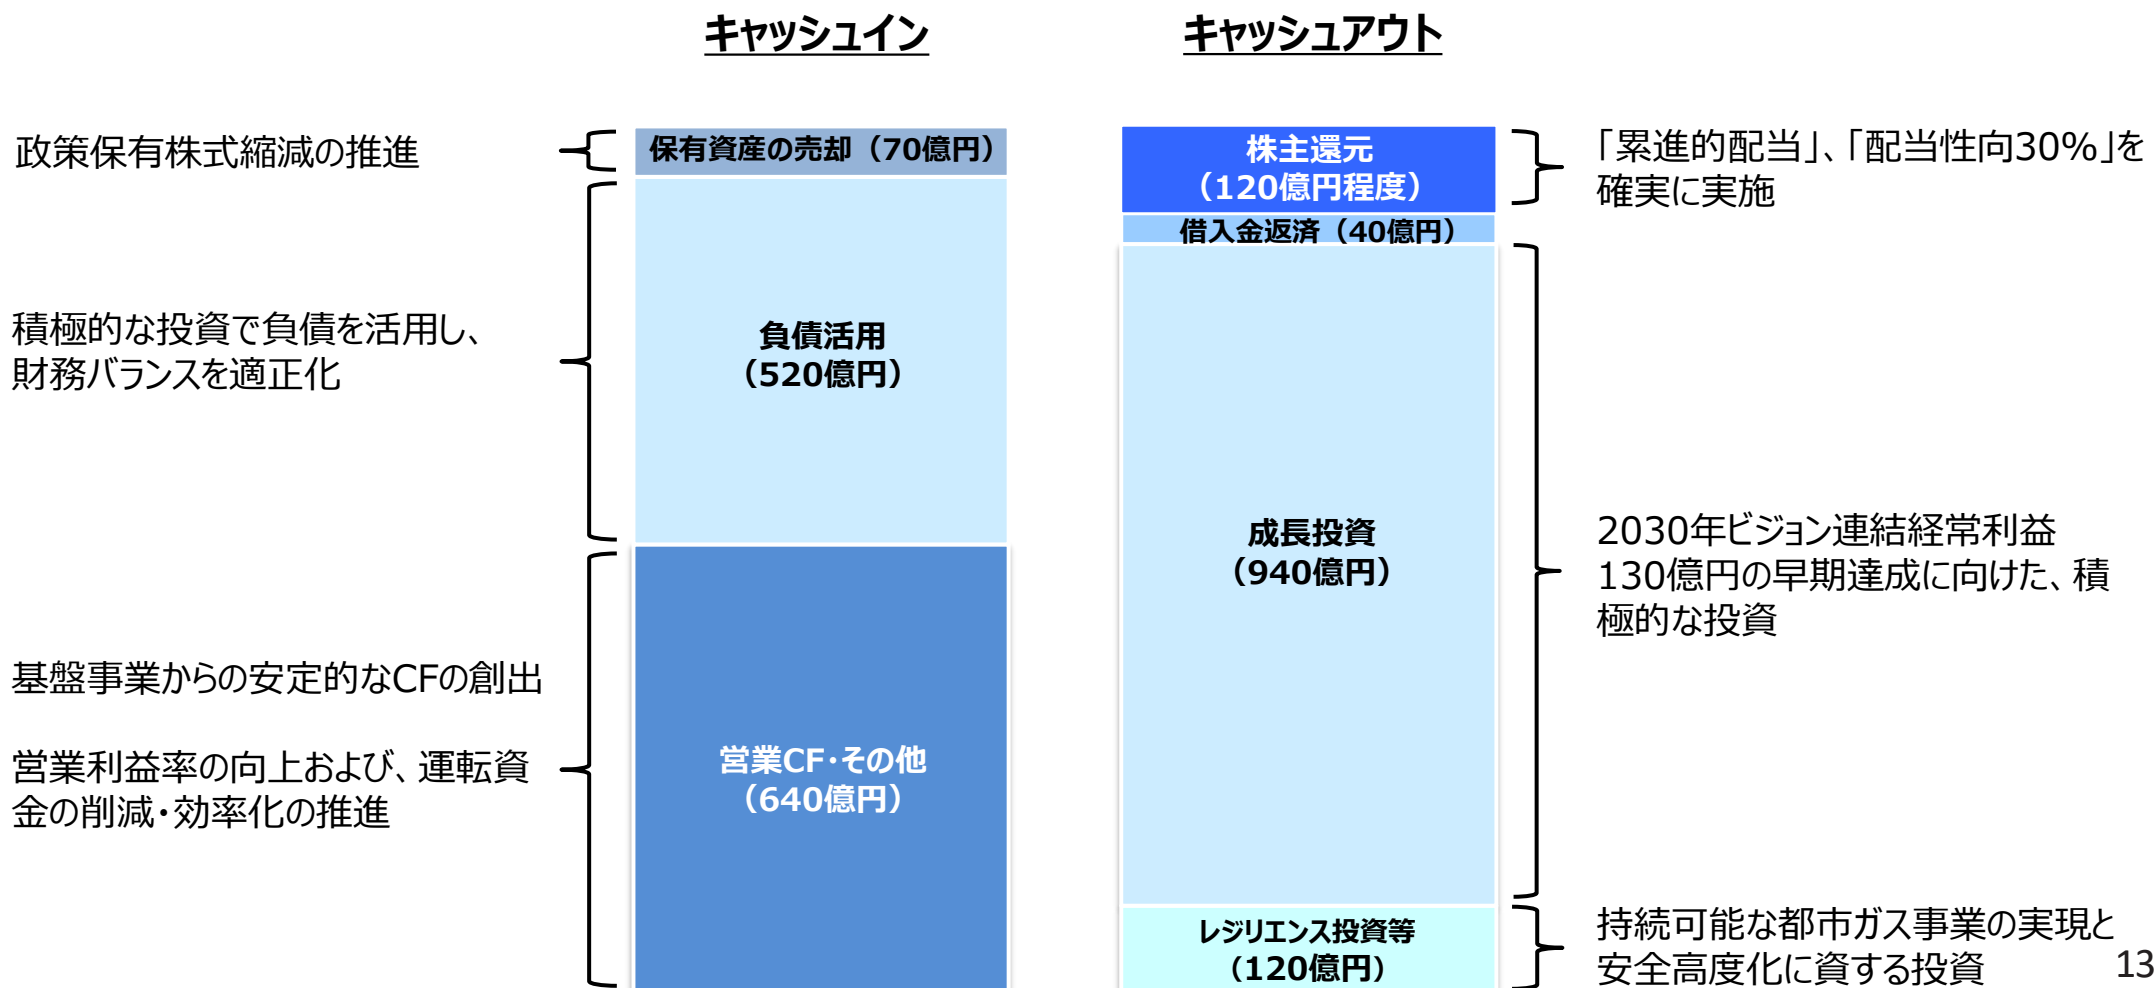 キャッシュイン
キャッシュアウト
政策保有株式縮減の推進
保有資産の売却（70億円）
株主還元
（120億円程度）
「累進的配当」、「配当性向30%」を
確実に実施
借入金返済（40億円）
積極的な投資で負債を活用し、
財務バランスを適正化
負債活用
（520億円）
成長投資
（940億円）
2030年ビジョン連結経常利益
130億円の早期達成に向けた、積
極的な投資
基盤事業からの安定的なCFの創出
営業利益率の向上および、運転資
金の削減・効率化の推進
営業CF・その他
（640億円）
レジリエンス投資等
（120億円）
持続可能な都市ガス事業の実現と
安全高度化に資する投資
13